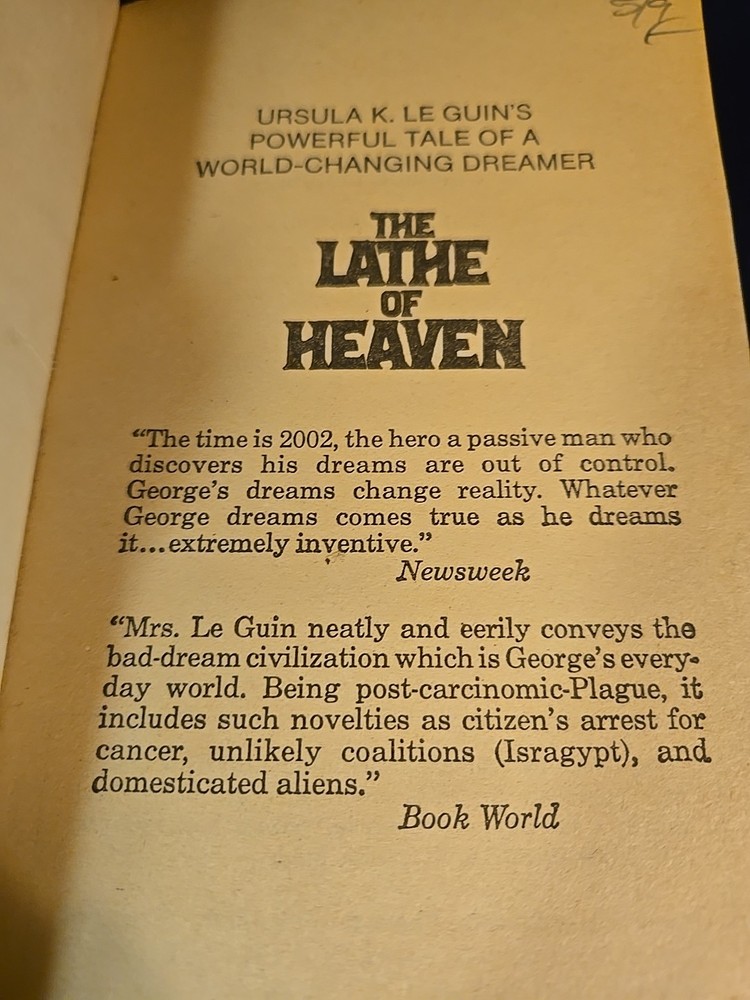 URSULA K. LE GUIN'S
POWERFUL TALE OF A
WORLD-CHANGING DREAMER
THE
LATHE
OF
HEAVEN
“The time is 2002, the hero a passive man who
discovers his dreams are out of control.
George's dreams change reality. Whatever
George dreams comes true as he dreams
it...extremely inventive.”
Newsweek
“Mrs. Le Guin neatly and eerily conveys the
bad-dream civilization which is George's every-
day world. Being post-carcinomic-Plague, it
includes such novelties as citizen's arrest for
cancer, unlikely coalitions (Isragypt), and
domesticated aliens.”
Book World